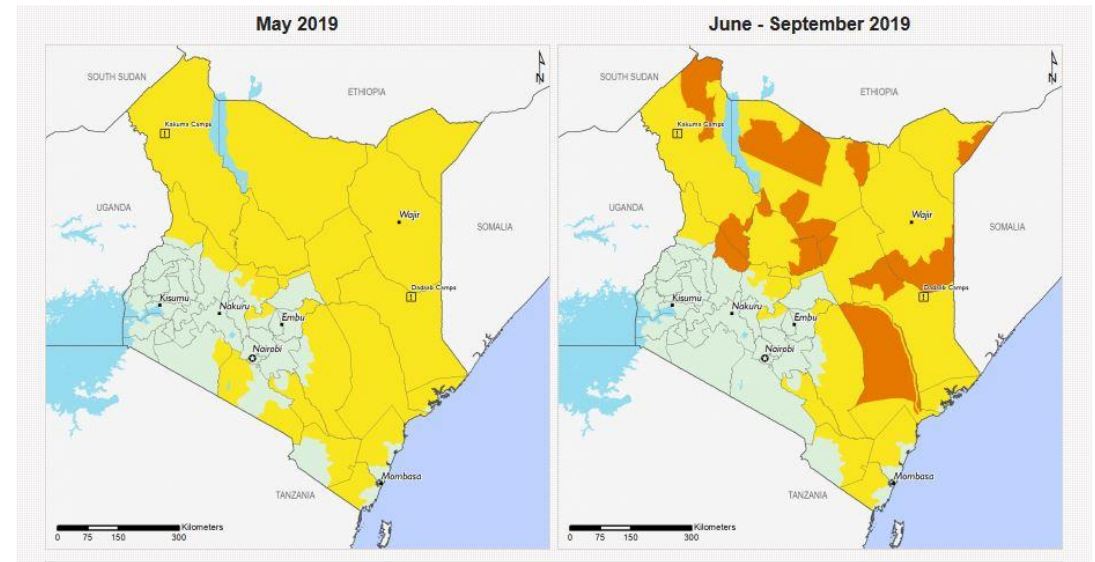 May 2019
June - September 2019
SOUTH SUDAN
ETHIOPIA
N
Kakuma Camps
UGANDA
Wajir
SOMALIA
Dadaab Camps
Kisumu
Nakuru
Embu
Nairobi
Mombasa
TANZANIA
Kilometers
0 75 150 300
SOUTH SUDAN
ETHIOPIA
N
Kakuma Camps
UGANDA
Wajir
SOMALIA
Dadaab Camps
Kisumu
Nakuru
Embu
Nairobi
Mombasa
TANZANIA
Kilometers
0 75 150 300